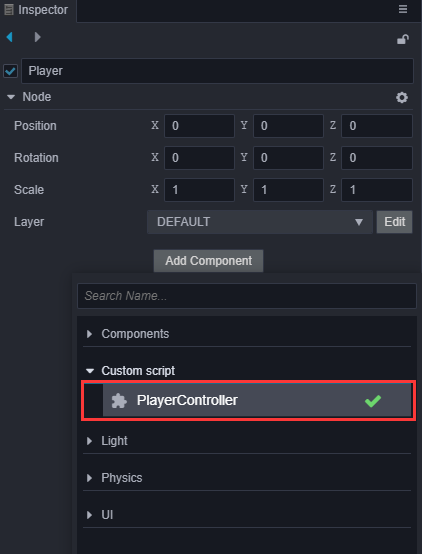 Inspector
Player
Node
Position X 0 Y 0 Z 0
Rotation X 0 Y 0 Z 0
Scale X 1 Y 1 Z 1
Layer DEFAULT Edit
Add Component
Search Name...
Components
Custom script
PlayerController
Light
Physics
UI